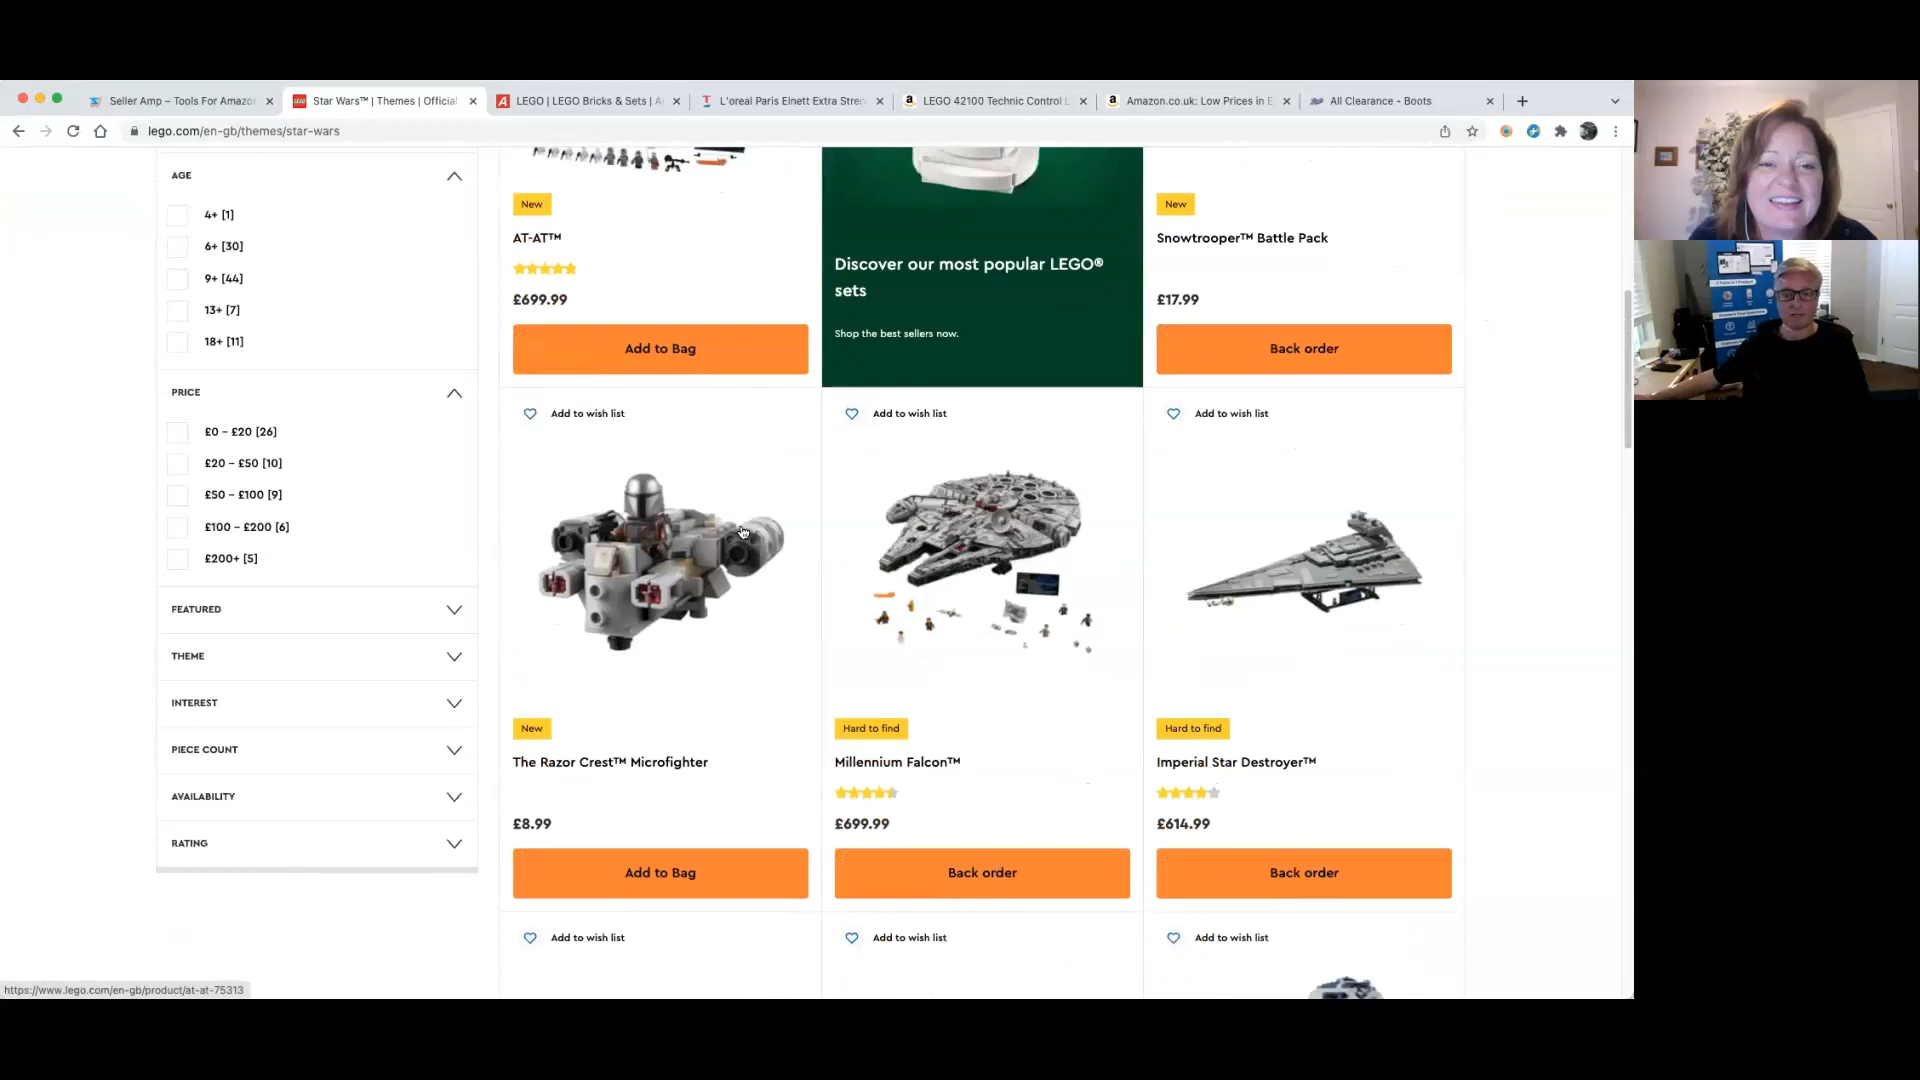 Seller Amp – Tools For Amazon
Star Wars™ | Themes | Official
LEGO | LEGO Bricks & Sets | A
L'oreal Paris Elnett Extra Stren
LEGO 42100 Technic Control L
Amazon.co.uk: Low Prices in E
All Clearance - Boots
lego.com/en-gb/themes/star-wars
AGE
4+ [1]
6+ [30]
9+ [44]
13+ [7]
18+ [11]
PRICE
£0 – £20 [26]
£20 – £50 [10]
£50 – £100 [9]
£100 – £200 [6]
£200+ [5]
FEATURED
THEME
INTEREST
PIECE COUNT
AVAILABILITY
RATING
New
AT-AT™
£699.99
Add to Bag
Discover our most popular LEGO®
sets
Shop the best sellers now.
New
Snowtrooper™ Battle Pack
£17.99
Back order
Add to wish list
New
The Razor Crest™ Microfighter
£8.99
Add to Bag
Add to wish list
Hard to find
Millennium Falcon™
£699.99
Back order
Add to wish list
Hard to find
Imperial Star Destroyer™
£614.99
Back order
Add to wish list
Add to wish list
Add to wish list
https://www.lego.com/en-gb/product/at-at-75313